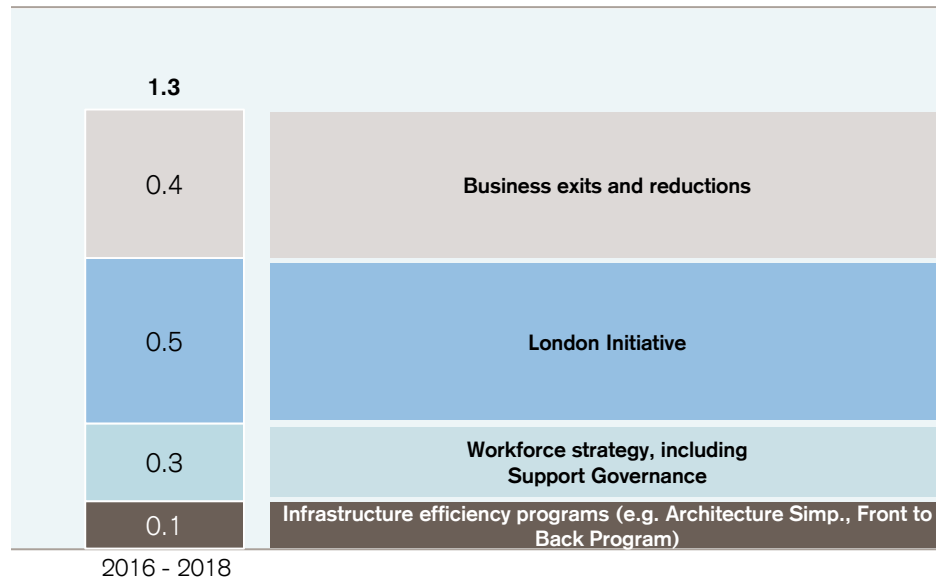 1.3
0.4
Business exits and reductions
0.5
London Initiative
0.3
Workforce strategy, including
Support Governance
0.1
Infrastructure efficiency programs (e.g. Architecture Simp., Front to
Back Program)
2016 - 2018